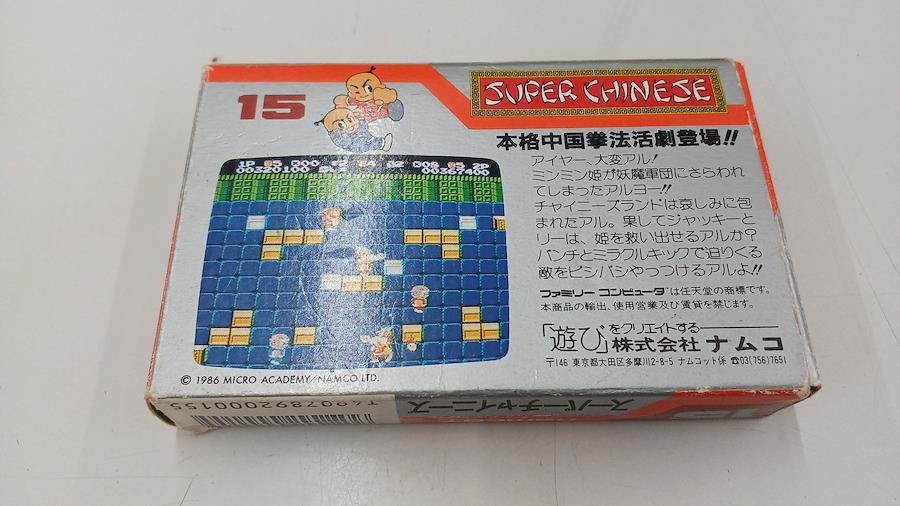 15
SUPER CHINESE
本格中国拳法活劇登場!!
アイヤー、大変アル!
ミンミン姫が妖魔軍団にさらわれ
てしまったアルヨー!!
チャイニーズランドは哀しみに包
まれたアル。果してジャッキーと
リーは、姫を救い出せるアルか?
パンチとミラクルキックで迫りくる
敵をビシバシやっつけるアルよ!!
ファミリーコンピュータは任天堂の商標です。
本商品の輸出、使用営業及び賃貸を禁じます。
「遊び」をクリエイトする
株式会社 ナムコ
〒146 東京都大田区多摩川2-8-5 ナムコット係 ☎03(756)7651
00320100
00367400
© 1986 MICRO ACADEMY/NAMCO LTD.
スーパーチャイニーズ
T4907892000155